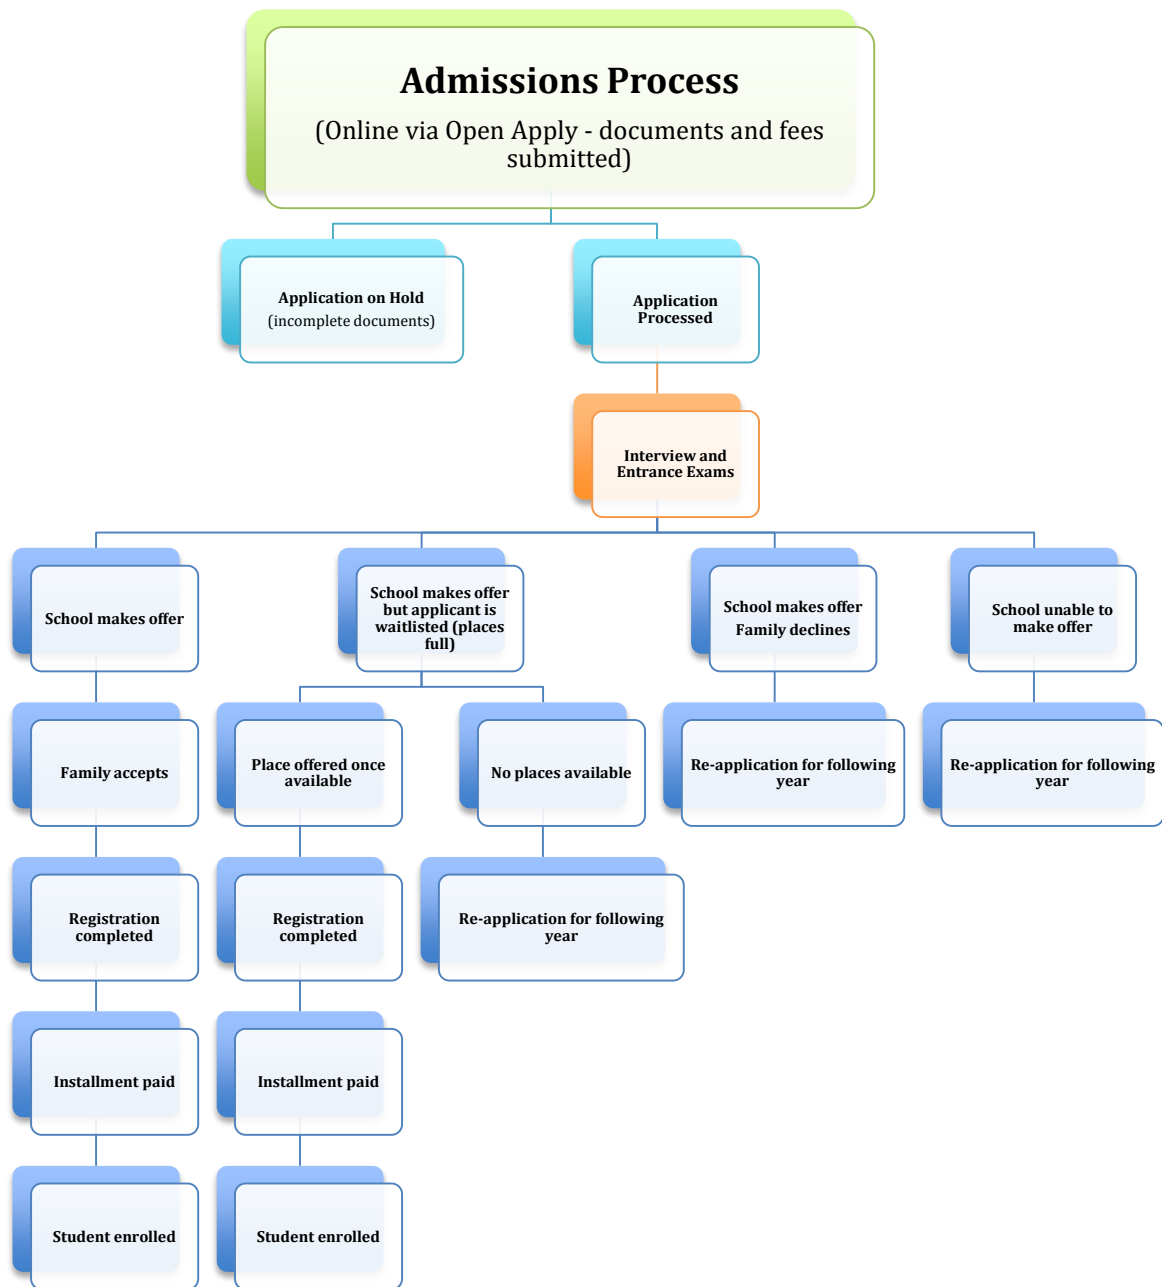 Admissions Process
(Online via Open Apply - documents and fees
submitted)
Application on Hold
(incomplete documents)
Application
Processed
Interview and
Entrance Exams
School makes offer
School makes offer
but applicant is
waitlisted (places
full)
School makes offer
Family declines
School unable to
make offer
Family accepts
Place offered once
available
No places available
Re-application for following
year
Re-application for following
year
Registration
completed
Registration
completed
Re-application for following
year
Installment paid
Installment paid
Student enrolled
Student enrolled